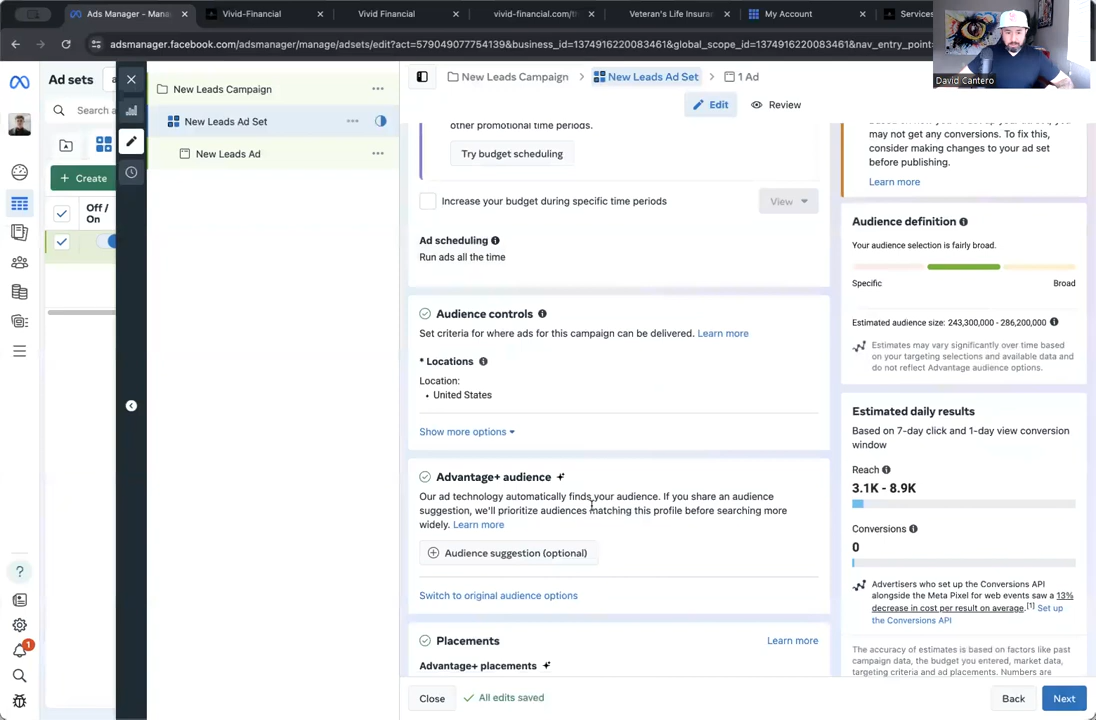 Ads Manager - Mana
Vivid-Financial
Vivid Financial
vivid-financial.com/th
Veteran's Life Insuran
My Account
Services
adsmanager.facebook.com/adsmanager/manage/adsets/edit?act=579049077754139&business_id=1374916220083461&global_scope_id=1374916220083461&nav_entry_point=
David Cantero
Ad sets
Search a
+ Create
Off / On
New Leads Campaign
New Leads Ad Set
New Leads Ad
New Leads Campaign > New Leads Ad Set > 1 Ad
Edit
Review
other promotional time periods.
Try budget scheduling
Increase your budget during specific time periods
View
Ad scheduling
Run ads all the time
Audience controls
Set criteria for where ads for this campaign can be delivered. Learn more
* Locations
Location:
• United States
Show more options
Advantage+ audience
Our ad technology automatically finds your audience. If you share an audience
suggestion, we'll prioritize audiences matching this profile before searching more
widely. Learn more
Audience suggestion (optional)
Switch to original audience options
Placements
Learn more
Advantage+ placements
Close
All edits saved
Back
Next
may not get any conversions. To fix this,
consider making changes to your ad set
before publishing.
Learn more
Audience definition
Your audience selection is fairly broad.
Specific
Broad
Estimated audience size: 243,300,000 - 286,200,000
Estimates may vary significantly over time based
on your targeting selections and available data and
do not reflect Advantage audience options.
Estimated daily results
Based on 7-day click and 1-day view conversion
window
Reach
3.1K - 8.9K
Conversions
0
Advertisers who set up the Conversions API
alongside the Meta Pixel for web events saw a 13%
decrease in cost per result on average.[1] Set up
the Conversions API
The accuracy of estimates is based on factors like past
campaign data, the budget you entered, market data,
targeting criteria and ad placements. Numbers are
1